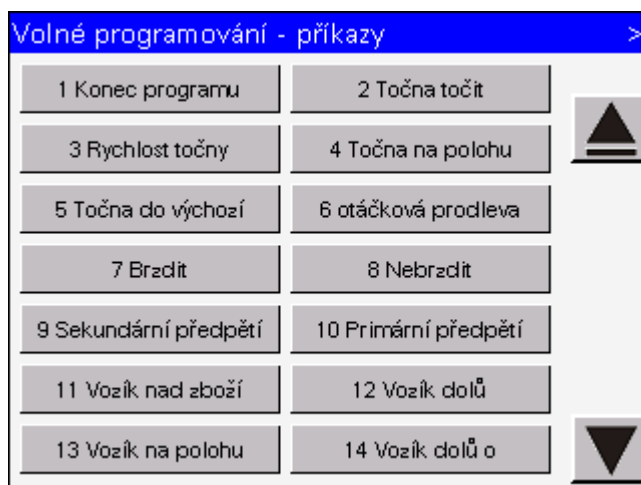 Volné programování - příkazy >
1 Konec programu
2 Točna točit
3 Rychlost točny
4 Točna na polohu
5 Točna do výchozí
6 otáčková prodleva
7 Brzdit
8 Nebrzdit
9 Sekundární předpětí
10 Primární předpětí
11 Vozík nad zboží
12 Vozík dolů
13 Vozík na polohu
14 Vozík dolů o